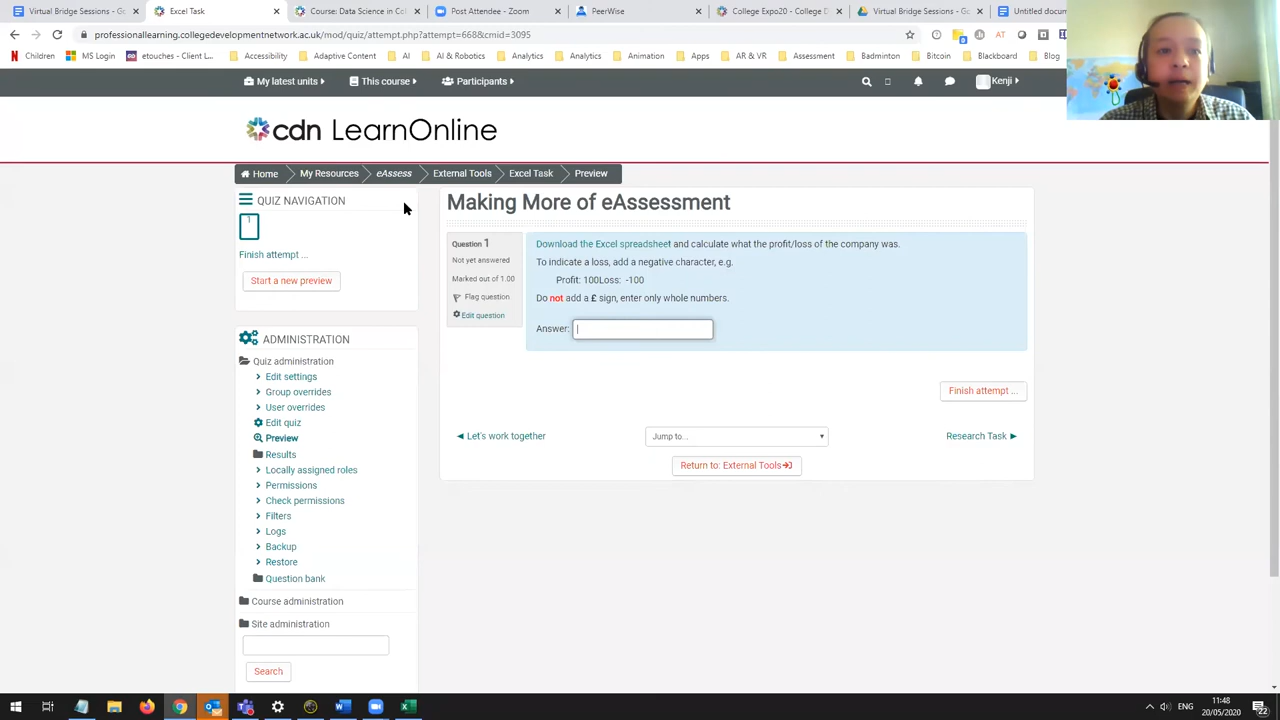 Virtual Bridge Sessions - Go
Excel Task
Course: Data Science in Col
Post Attendee - Zoom
PeerWise
College Expo20 - College D
Virtual Bridge Sessions - Go
Untitled docum
professionallearning.collegedevelopmentnetwork.ac.uk/mod/quiz/attempt.php?attempt=668&cmid=3095
Children
MS Login
etouches - Client L...
Accessibility
Adaptive Content
AI
AI & Robotics
Analytics
Analytics
Animation
Apps
AR & VR
Assessment
Badminton
Bitcoin
Blackboard
Blog
My latest units
This course
Participants
Kenji
cdn LearnOnline
Home
My Resources
eAssess
External Tools
Excel Task
Preview
QUIZ NAVIGATION
1
Finish attempt ...
Start a new preview
ADMINISTRATION
Quiz administration
Edit settings
Group overrides
User overrides
Edit quiz
Preview
Results
Locally assigned roles
Permissions
Check permissions
Filters
Logs
Backup
Restore
Question bank
Course administration
Site administration
Search
Making More of eAssessment
Question 1
Not yet answered
Marked out of 1.00
Flag question
Edit question
Download the Excel spreadsheet and calculate what the profit/loss of the company was.
To indicate a loss, add a negative character, e.g.
Profit: 100Loss: -100
Do not add a £ sign, enter only whole numbers.
Answer:
Finish attempt ...
◄ Let's work together
Jump to...
Research Task ►
Return to: External Tools
ENG
11:48
20/05/2020
22